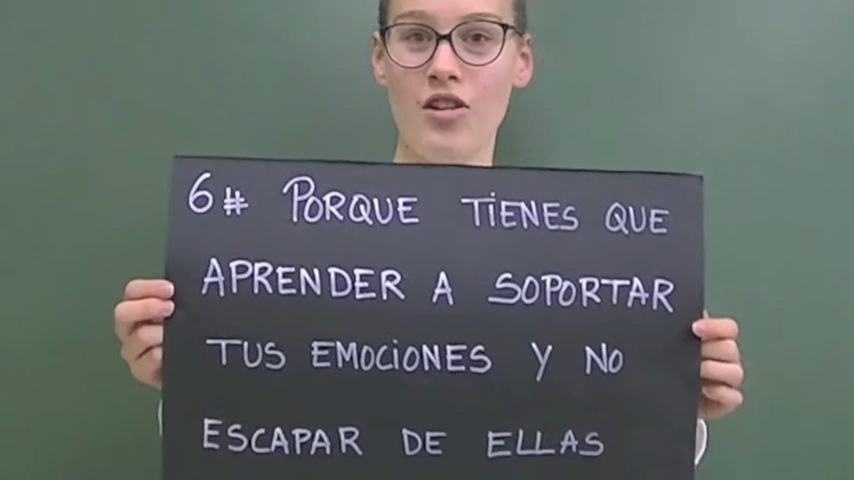 6# PORQUE TIENES QUE
APRENDER A SOPORTAR
TUS EMOCIONES Y NO
ESCAPAR DE ELLAS